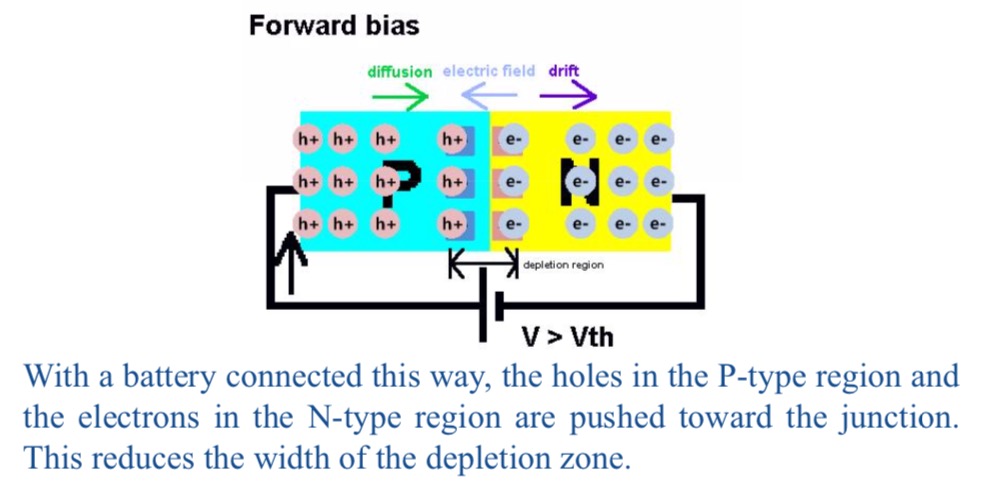 Forward bias
diffusion electric field drift
h+ h+ h+ h+ e- e- e- e-
P N
h+ h+ h+ h+ e- e- e- e-
h+ h+ h+ h+ e- e- e- e-
depletion region
V > Vth
With a battery connected this way, the holes in the P-type region and
the electrons in the N-type region are pushed toward the junction.
This reduces the width of the depletion zone.